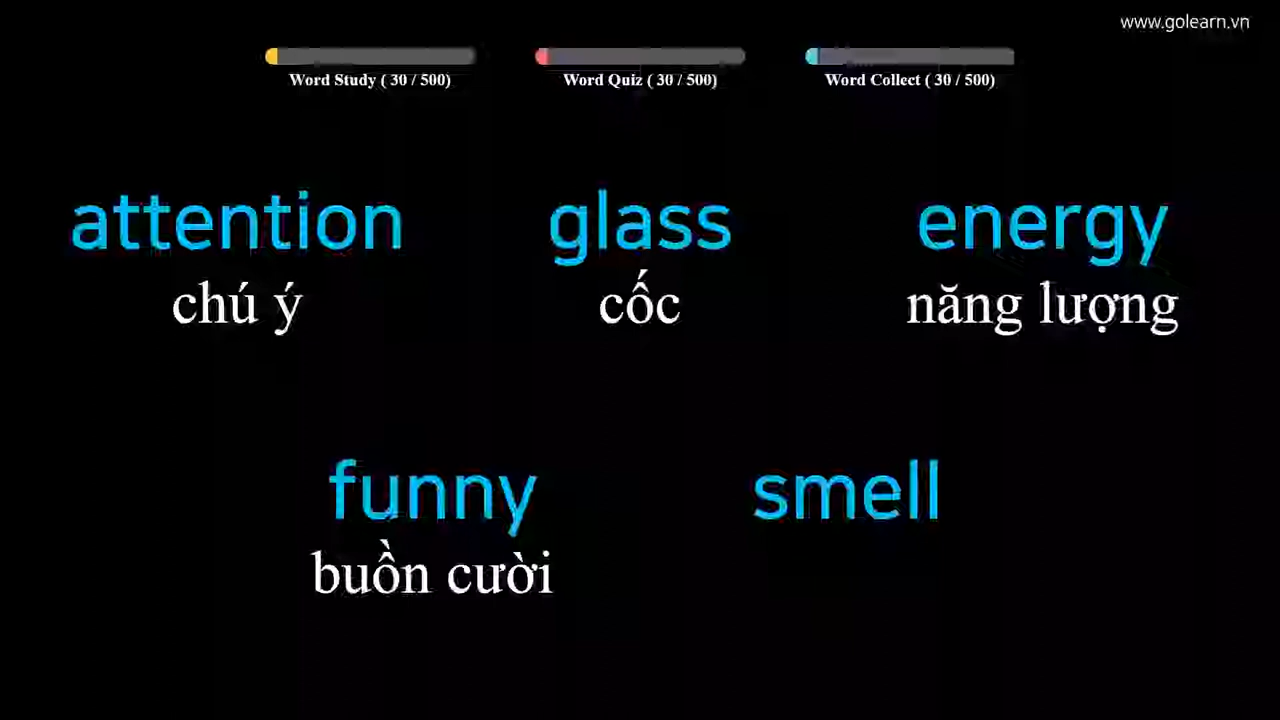 www.golearn.vn
Word Study ( 30 / 500)
Word Quiz ( 30 / 500)
Word Collect ( 30 / 500)
attention
chú ý
glass
cốc
energy
năng lượng
funny
buồn cười
smell